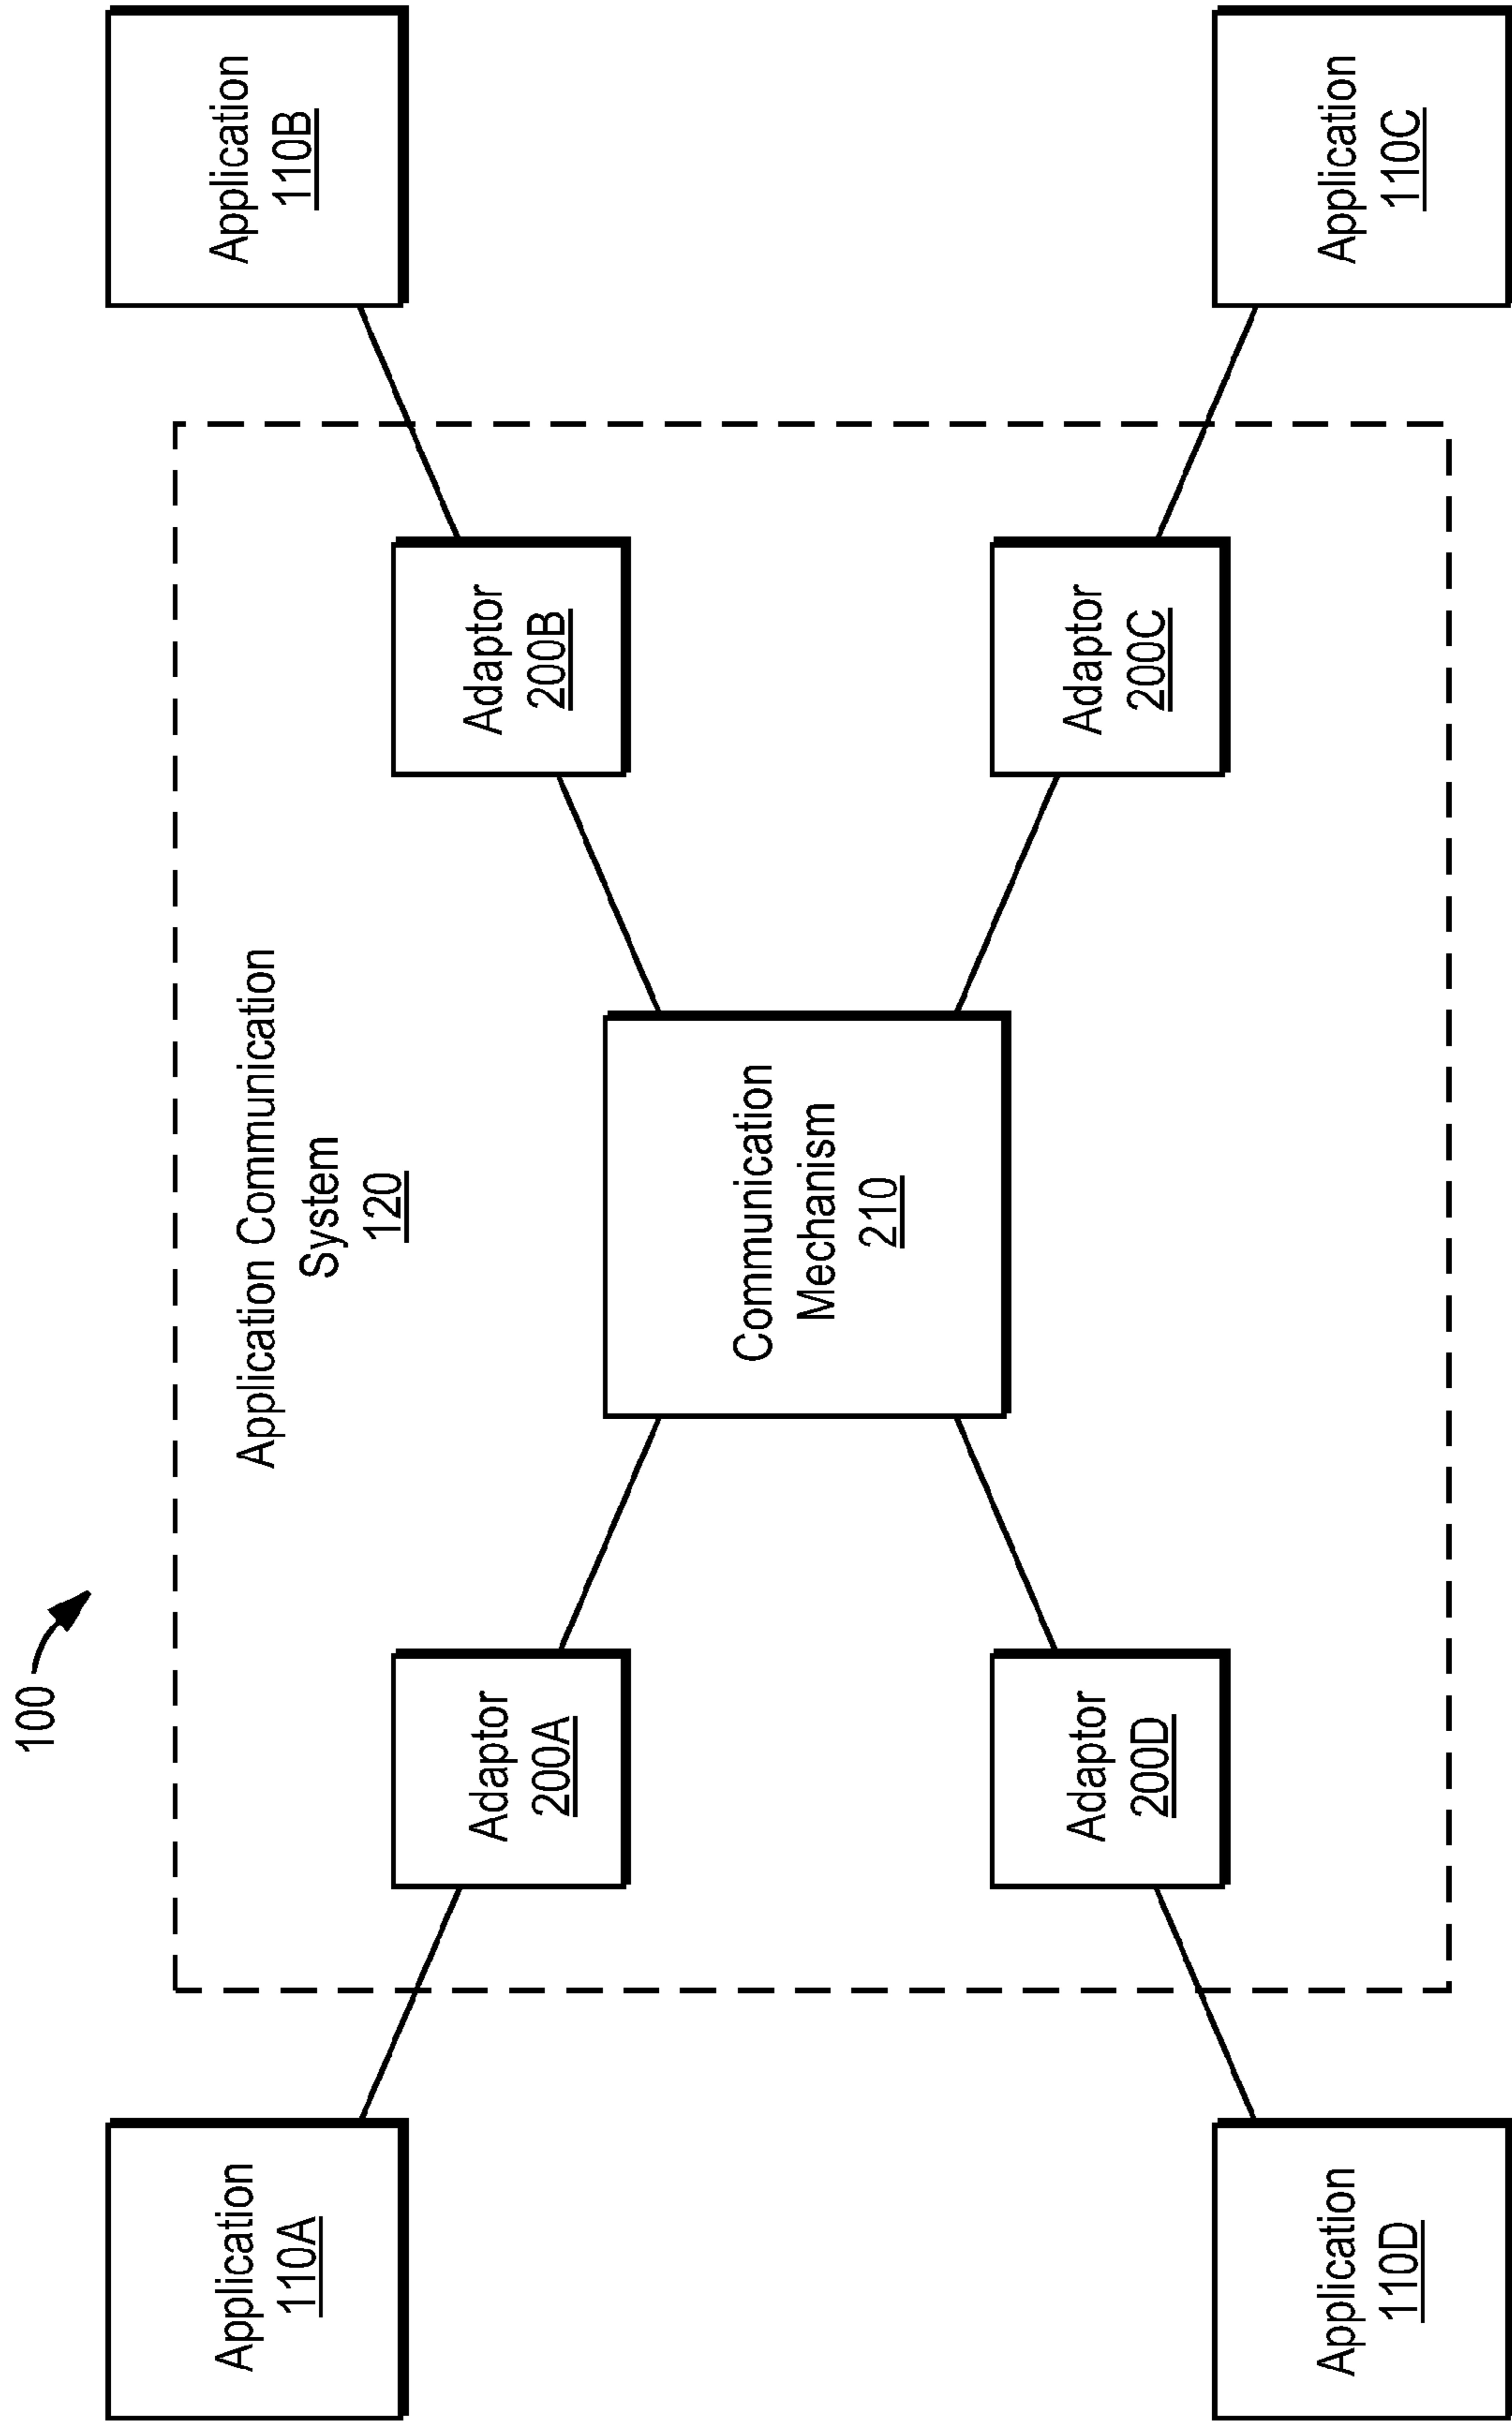 100
Application
110A
Application
110B
Application Communication
System
120
Adaptor
200A
Adaptor
200B
Communication
Mechanism
210
Adaptor
200D
Adaptor
200C
Application
110D
Application
110C